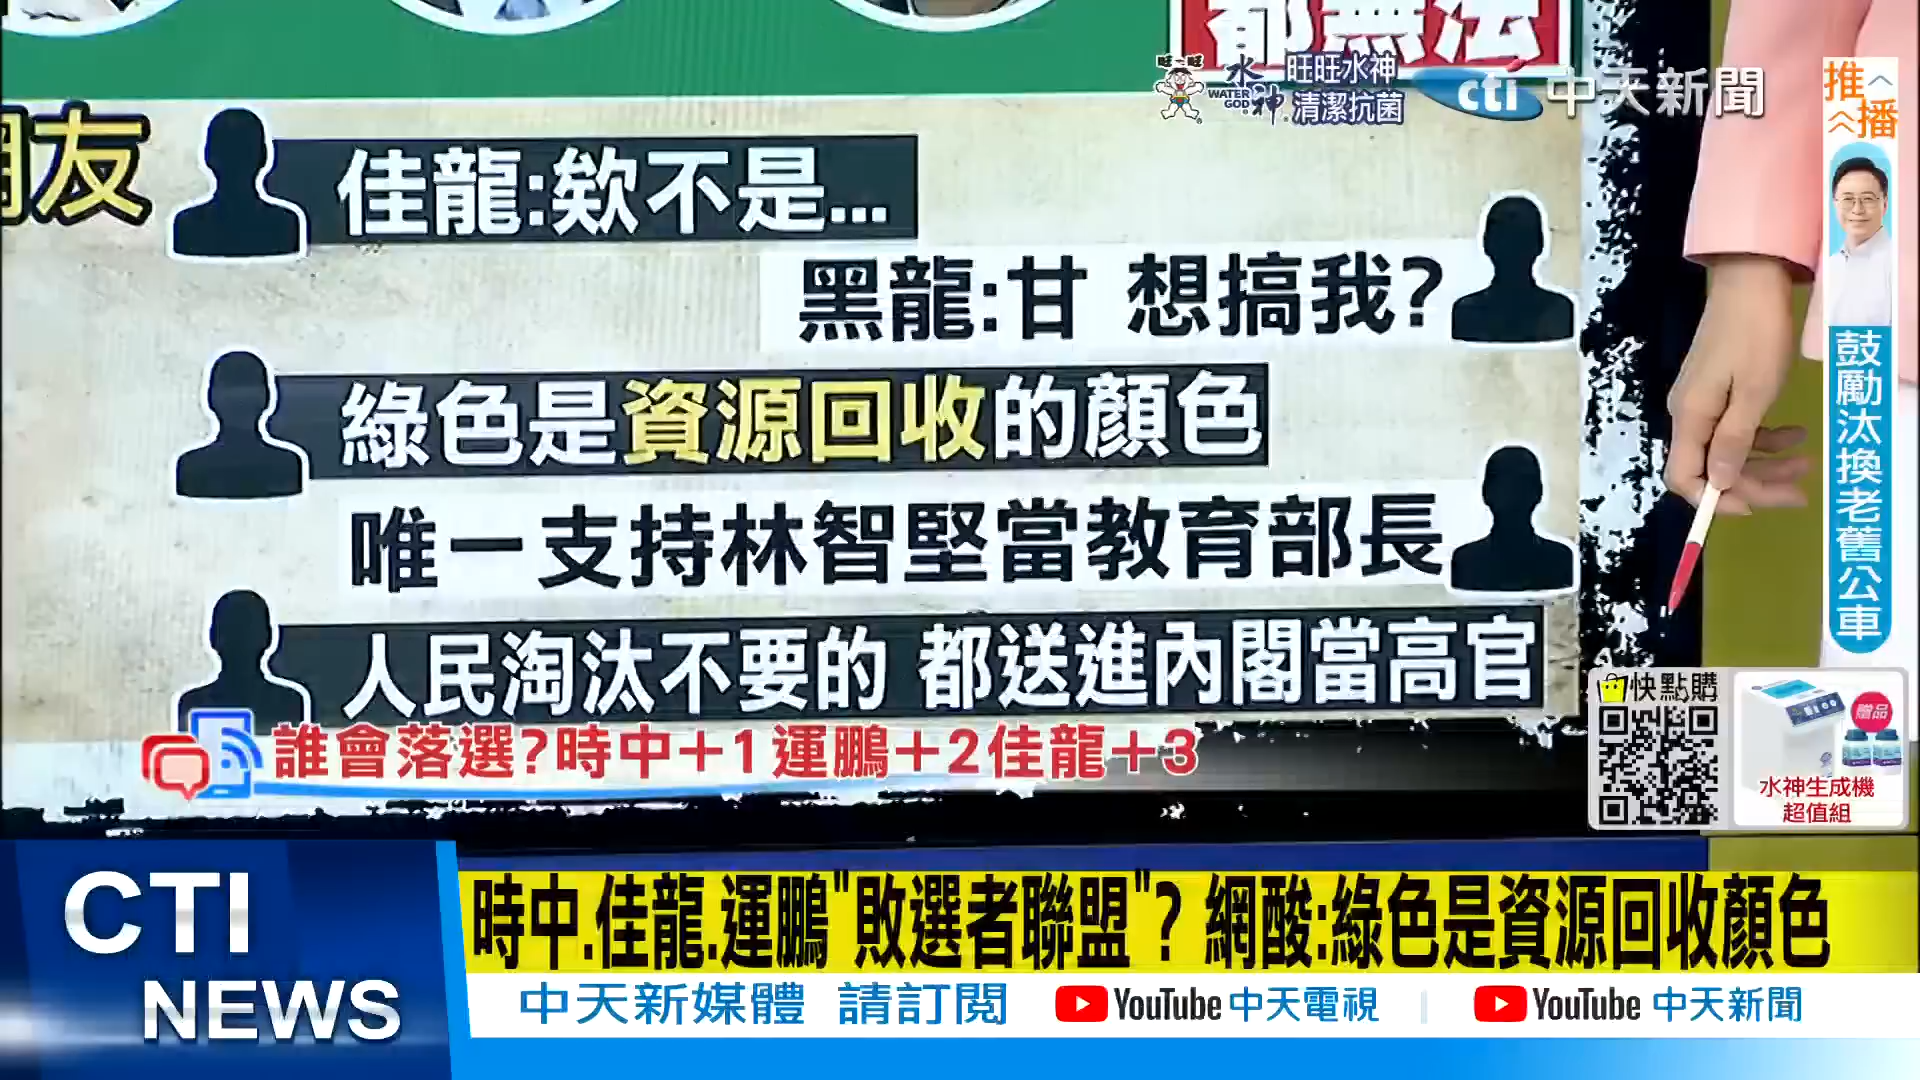 都無法
旺旺
水神
WATER GOD
旺旺水神
清潔抗菌
cti 中天新聞
推播
網友
佳龍:欸不是...
黑龍:甘 想搞我?
綠色是資源回收的顏色
唯一支持林智堅當教育部長
人民淘汰不要的 都送進內閣當高官
誰會落選?時中+1運鵬+2佳龍+3
鼓勵汰換老舊公車
快點購
贈品
水神生成機
超值組
CTI
NEWS
時中.佳龍.運鵬"敗選者聯盟"? 網酸:綠色是資源回收顏色
中天新媒體 請訂閱 YouTube 中天電視 | YouTube 中天新聞